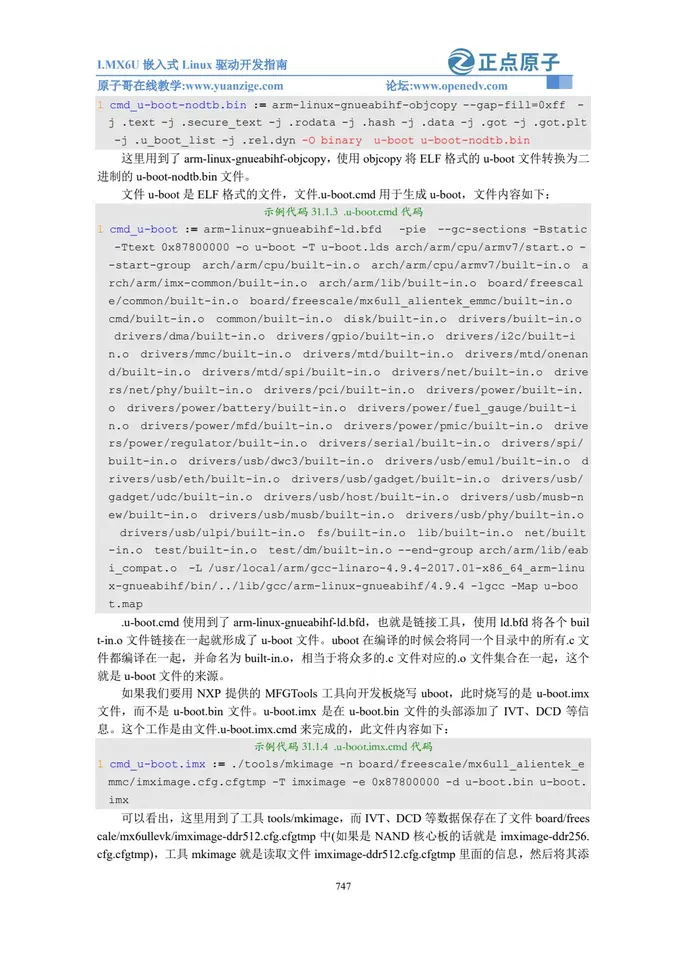 I.MX6U 嵌入式 Linux 驱动开发指南
正点原子
原子哥在线教学:www.yuanzige.com 论坛:www.openedv.com
1 cmd_u-boot-nodtb.bin := arm-linux-gnueabihf-objcopy --gap-fill=0xff -
j .text -j .secure_text -j .rodata -j .hash -j .data -j .got -j .got.plt
-j .u_boot_list -j .rel.dyn -O binary u-boot u-boot-nodtb.bin
这里用到了 arm-linux-gnueabihf-objcopy，使用 objcopy 将 ELF 格式的 u-boot 文件转换为二
进制的 u-boot-nodtb.bin 文件。
文件 u-boot 是 ELF 格式的文件，文件.u-boot.cmd 用于生成 u-boot，文件内容如下：
示例代码 31.1.3 .u-boot.cmd 代码
1 cmd_u-boot := arm-linux-gnueabihf-ld.bfd -pie --gc-sections -Bstatic
-Ttext 0x87800000 -o u-boot -T u-boot.lds arch/arm/cpu/armv7/start.o -
-start-group arch/arm/cpu/built-in.o arch/arm/cpu/armv7/built-in.o a
rch/arm/imx-common/built-in.o arch/arm/lib/built-in.o board/freescal
e/common/built-in.o board/freescale/mx6ull_alientek_emmc/built-in.o
cmd/built-in.o common/built-in.o disk/built-in.o drivers/built-in.o
drivers/dma/built-in.o drivers/gpio/built-in.o drivers/i2c/built-i
n.o drivers/mmc/built-in.o drivers/mtd/built-in.o drivers/mtd/onenan
d/built-in.o drivers/mtd/spi/built-in.o drivers/net/built-in.o drive
rs/net/phy/built-in.o drivers/pci/built-in.o drivers/power/built-in.
o drivers/power/battery/built-in.o drivers/power/fuel_gauge/built-i
n.o drivers/power/mfd/built-in.o drivers/power/pmic/built-in.o drive
rs/power/regulator/built-in.o drivers/serial/built-in.o drivers/spi/
built-in.o drivers/usb/dwc3/built-in.o drivers/usb/emul/built-in.o d
rivers/usb/eth/built-in.o drivers/usb/gadget/built-in.o drivers/usb/
gadget/udc/built-in.o drivers/usb/host/built-in.o drivers/usb/musb-n
ew/built-in.o drivers/usb/musb/built-in.o drivers/usb/phy/built-in.o
drivers/usb/ulpi/built-in.o fs/built-in.o lib/built-in.o net/built
-in.o test/built-in.o test/dm/built-in.o --end-group arch/arm/lib/eab
i_compat.o -L /usr/local/arm/gcc-linaro-4.9.4-2017.01-x86_64_arm-linu
x-gnueabihf/bin/../lib/gcc/arm-linux-gnueabihf/4.9.4 -lgcc -Map u-boo
t.map
.u-boot.cmd 使用到了 arm-linux-gneabihf-ld.bfd，也就是链接工具，使用 ld.bfd 将各个 buil
t-in.o 文件链接在一起就形成了 u-boot 文件。uboot 在编译的时候会将同一个目录中的所有.c 文
件都编译在一起，并命名为 built-in.o，相当于将众多的.c 文件对应的.o 文件集合在一起，这个
就是 u-boot 文件的来源。
如果我们要用 NXP 提供的 MFGTools 工具向开发板烧写 uboot，此时烧写的是 u-boot.imx
文件，而不是 u-boot.bin 文件。u-boot.imx 是在 u-boot.bin 文件的头部添加了 IVT、DCD 等信
息。这个工作是由文件.u-boot.imx.cmd 来完成的，此文件内容如下：
示例代码 31.1.4 .u-boot.imx.cmd 代码
1 cmd_u-boot.imx := ./tools/mkimage -n board/freescale/mx6ull_alientek_e
mmc/imximage.cfg.cfgtmp -T imximage -e 0x87800000 -d u-boot.bin u-boot.
imx
可以看出，这里用到了工具 tools/mkimage，而 IVT、DCD 等数据保存在了文件 board/frees
cale/mx6ullevk/imximage-ddr512.cfg.cfgtmp 中(如果是 NAND 核心板的话就是 imximage-ddr256.
cfg.cfgtmp)，工具 mkimage 就是读取文件 imximage-ddr512.cfg.cfgtmp 里面的信息，然后将其添
747